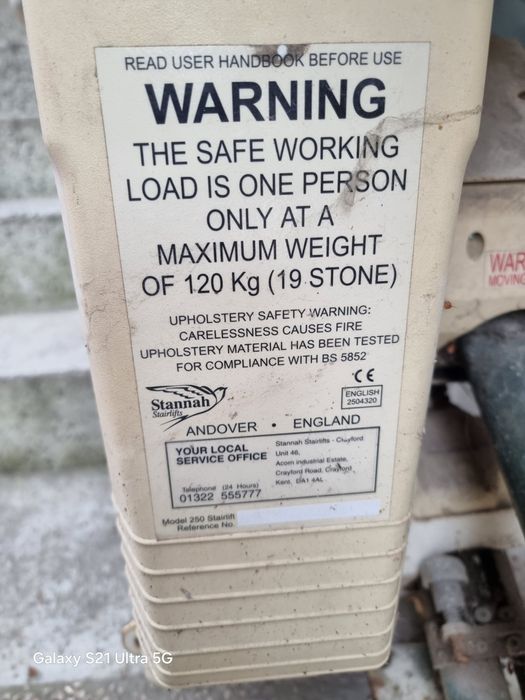 READ USER HANDBOOK BEFORE USE
WARNING
THE SAFE WORKING
LOAD IS ONE PERSON
ONLY AT A
MAXIMUM WEIGHT
OF 120 Kg (19 STONE)
UPHOLSTERY SAFETY WARNING:
CARELESSNESS CAUSES FIRE
UPHOLSTERY MATERIAL HAS BEEN TESTED
FOR COMPLIANCE WITH BS 5852
CE
ENGLISH
2504320
Stannah
Stairlifts
ANDOVER • ENGLAND
YOUR LOCAL
SERVICE OFFICE
Telephone (24 Hours)
01322 555777
Stannah Stairlifts - Crayford
Unit 46,
Acorn Industrial Estate,
Crayford Road, Crayford,
Kent, DA1 4AL
Model 250 Stairlift
Reference No.
WAR
MOVING
Galaxy S21 Ultra 5G